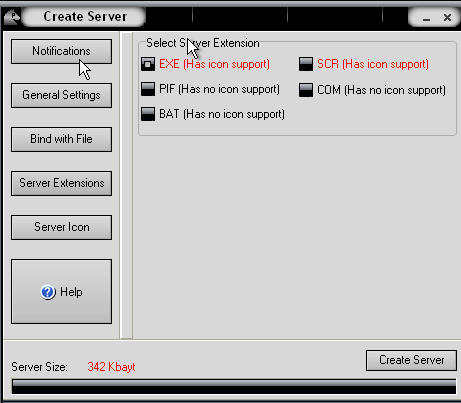 Create Server
Notifications
General Settings
Bind with File
Server Extensions
Server Icon
Help
Select Server Extension
EXE (Has icon support)
SCR (Has icon support)
PIF (Has no icon support)
COM (Has no icon support)
BAT (Has no icon support)
Server Size: 342 Kbayt
Create Server